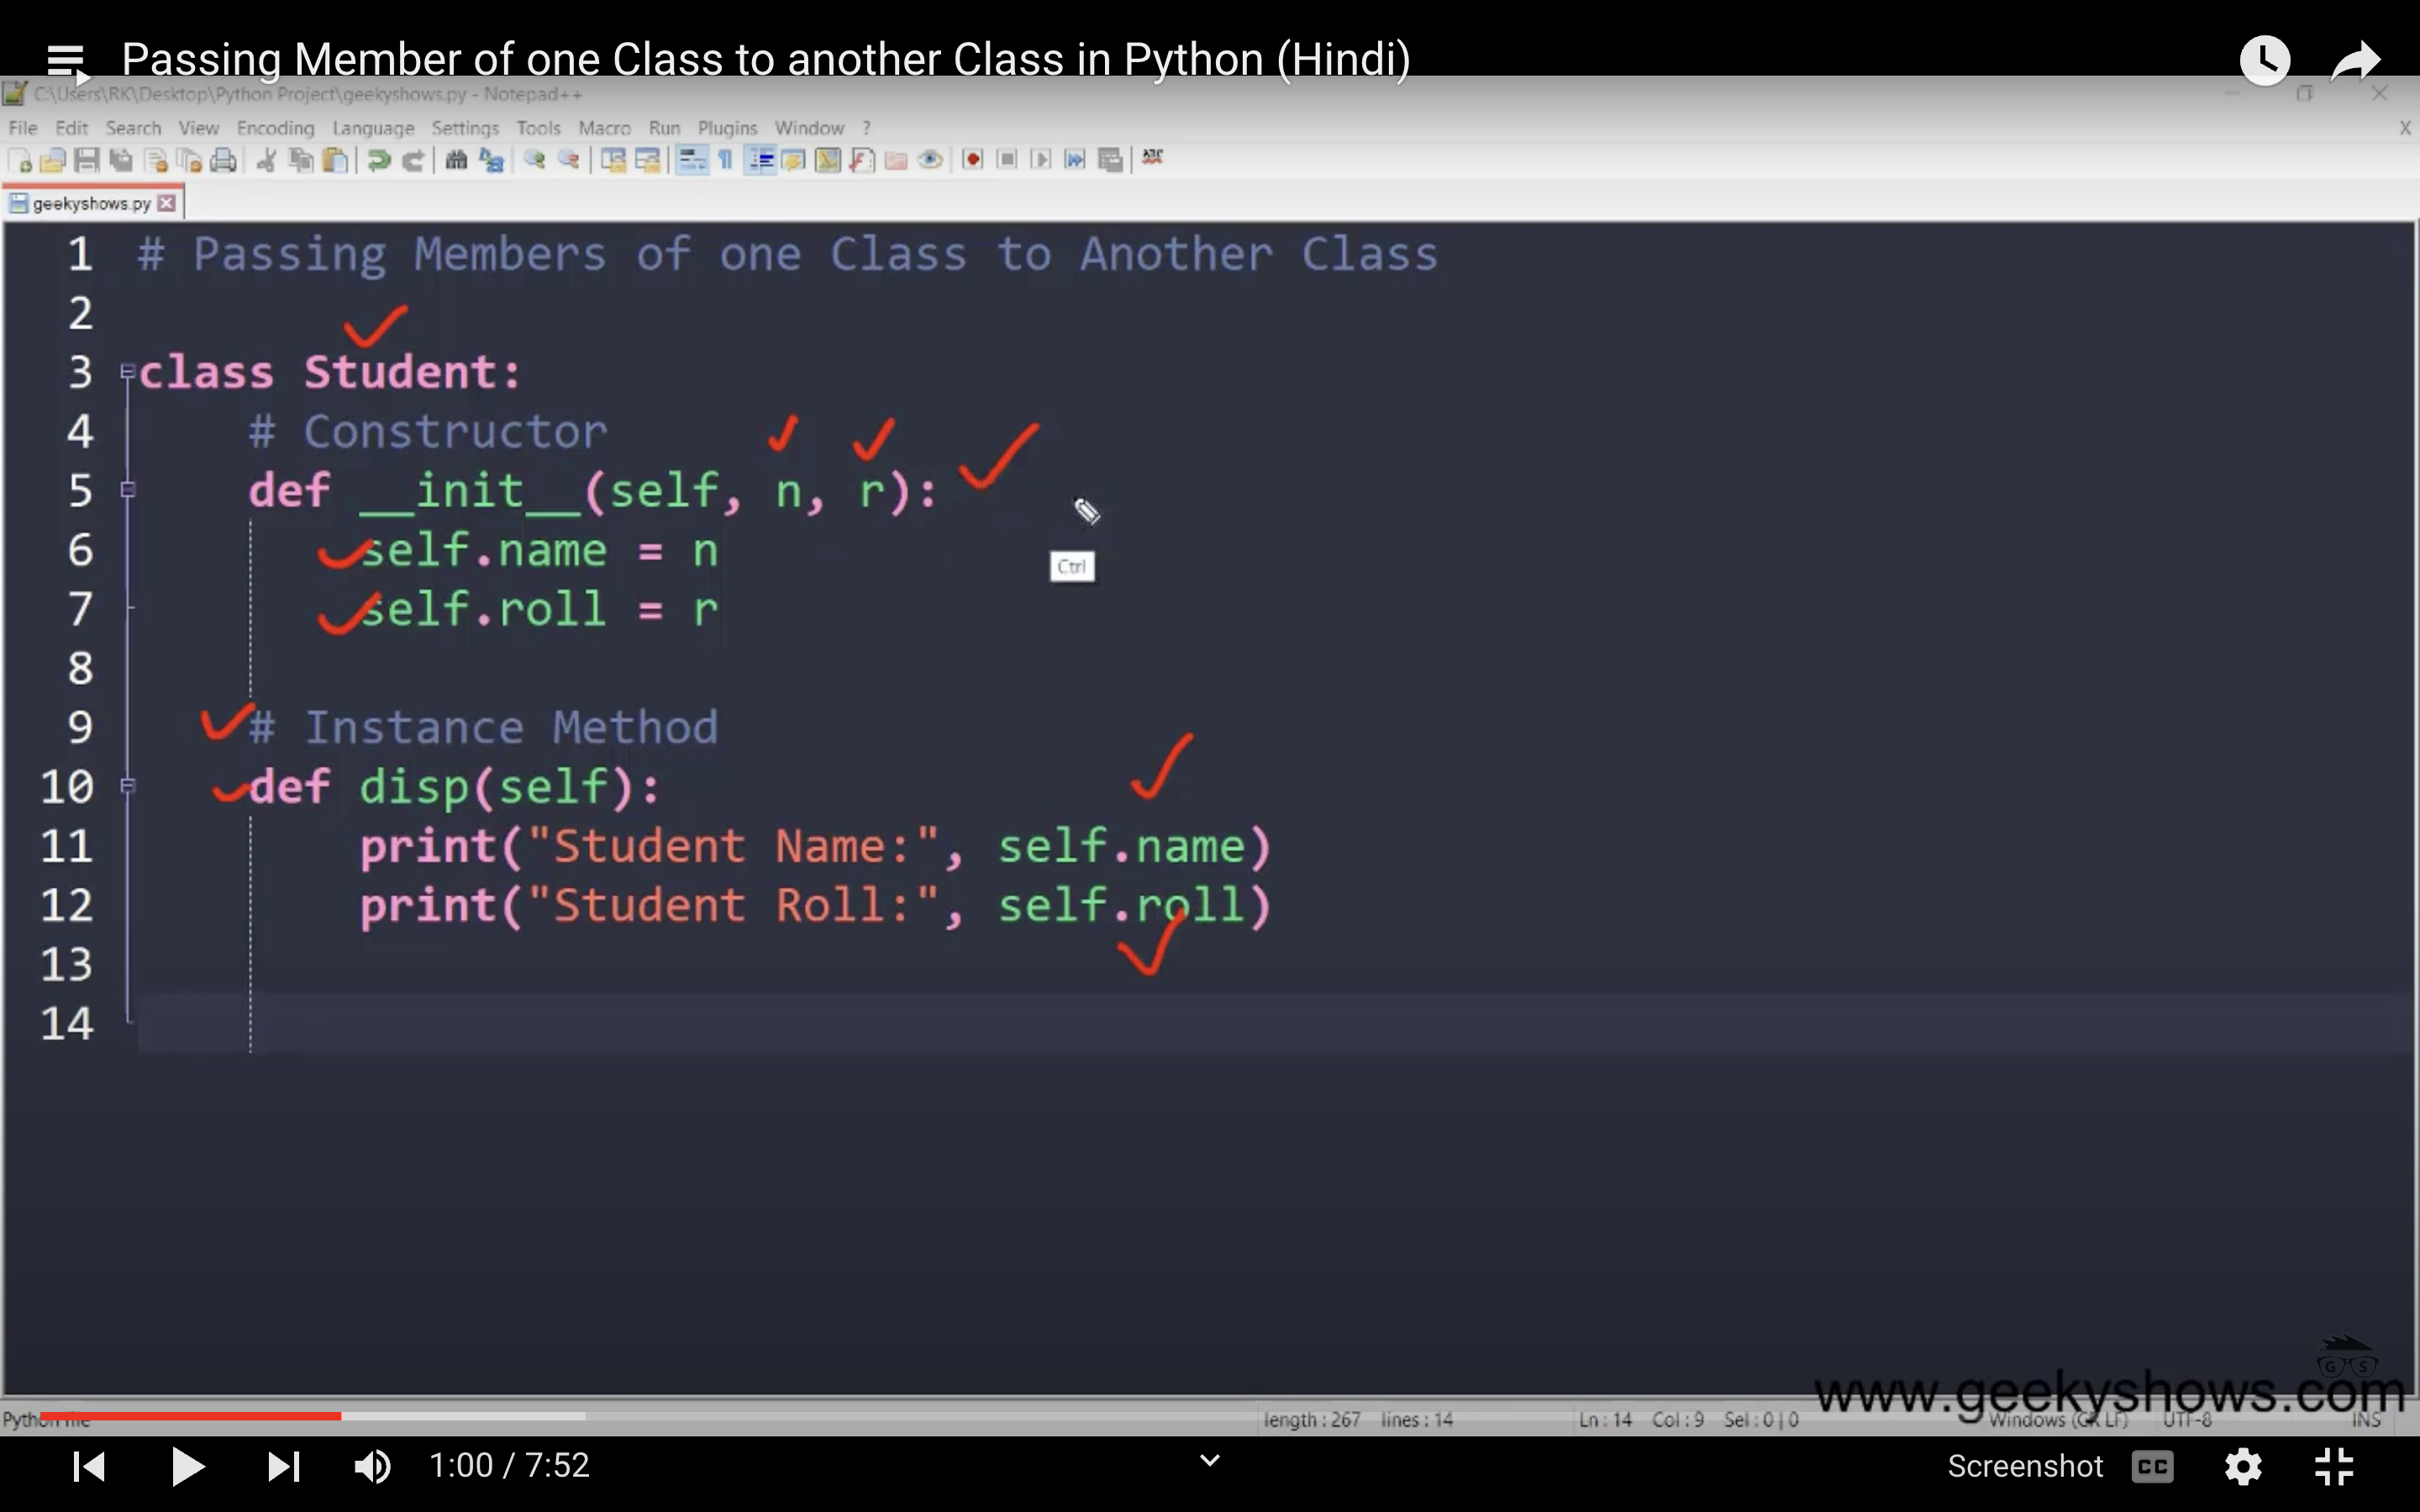 Passing Member of one Class to another Class in Python (Hindi)
C:\Users\RK\Desktop\Python Project\geekyshows.py - Notepad++
File Edit Search View Encoding Language Settings Tools Macro Run Plugins Window ?
X
geekyshows.py
1 # Passing Members of one Class to Another Class
2
3 class Student:
4     # Constructor
5     def __init__(self, n, r):
6         self.name = n
Ctrl
7         self.roll = r
8
9     # Instance Method
10     def disp(self):
11         print("Student Name:", self.name)
12         print("Student Roll:", self.roll)
13
14
G S
www.geekyshows.com
Python file length : 267 lines : 14 Ln : 14 Col : 9 Sel : 0 | 0 Windows (CR LF) UTF-8 INS
1:00 / 7:52 Screenshot CC